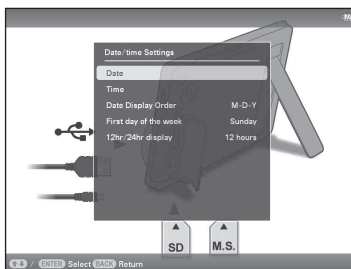 Date/time Settings
Date
Time
Date Display Order M-D-Y
First day of the week Sunday
12hr/24hr display 12 hours
SD
M.S.
/ ENTER Select BACK Return